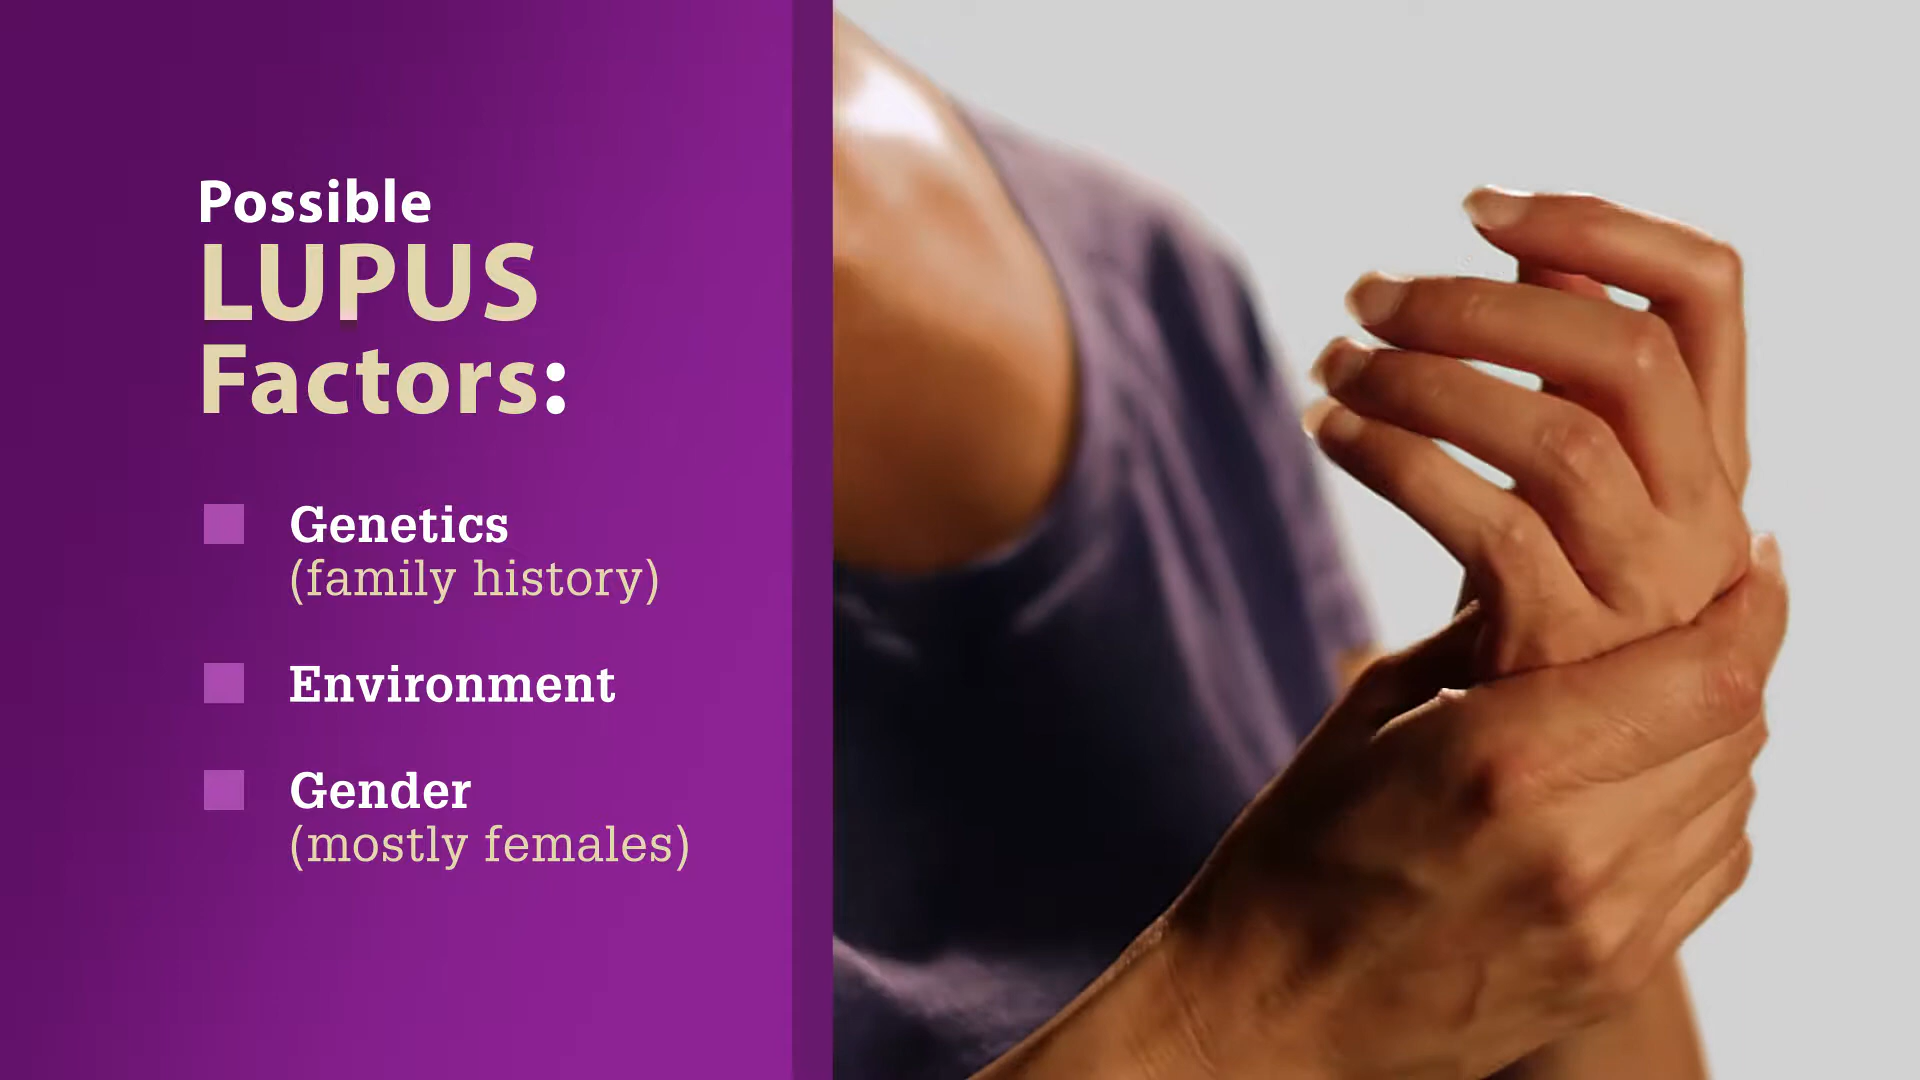 Possible
LUPUS
Factors:
Genetics
(family history)
Environment
Gender
(mostly females)